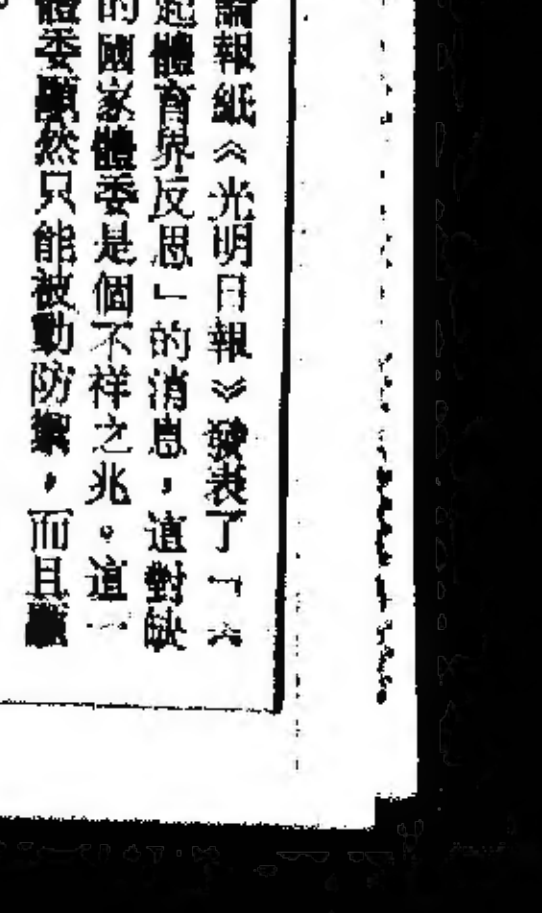 論報紙《光明日報》發表了「六
起體育界反思」的消息,這對缺
的國家體委是個不祥之兆。這一
體委顯然只能被動防禦,而且顯